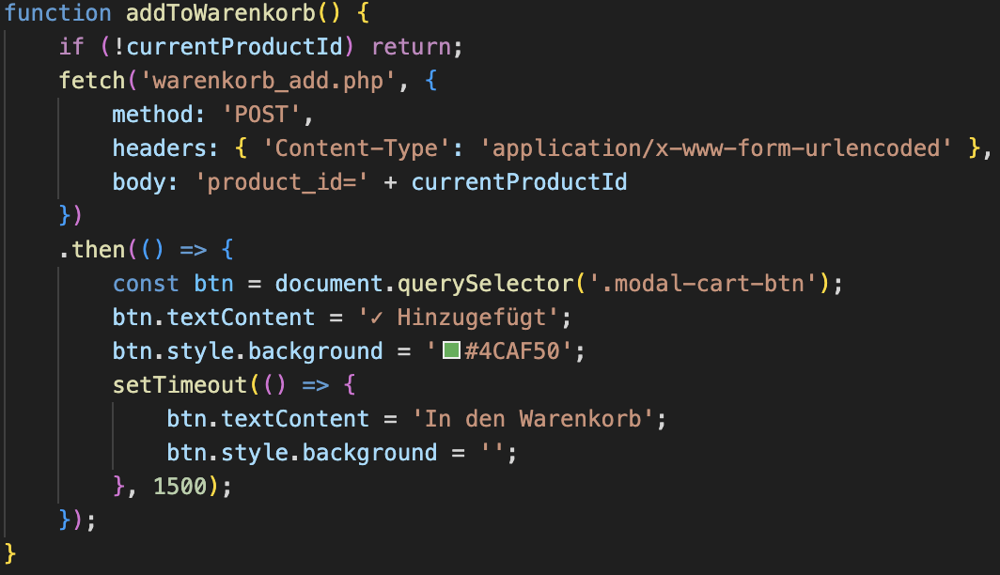 function addToWarenkorb() {
    if (!currentProductId) return;
    fetch('warenkorb_add.php', {
        method: 'POST',
        headers: { 'Content-Type': 'application/x-www-form-urlencoded' },
        body: 'product_id=' + currentProductId
    })
    .then(() => {
        const btn = document.querySelector('.modal-cart-btn');
        btn.textContent = '✓ Hinzugefügt';
        btn.style.background = '#4CAF50';
        setTimeout(() => {
            btn.textContent = 'In den Warenkorb';
            btn.style.background = '';
        }, 1500);
    });
}